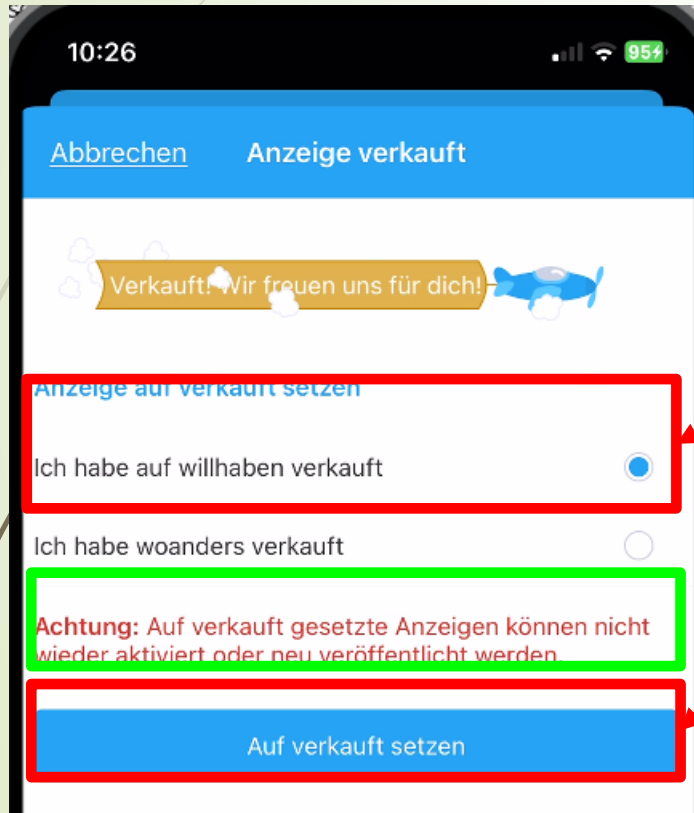 10:26
95
Abbrechen Anzeige verkauft
Verkauft! Wir freuen uns für dich!
Anzeige auf verkauft setzen
Ich habe auf willhaben verkauft
Ich habe woanders verkauft
Achtung: Auf verkauft gesetzte Anzeigen können nicht
wieder aktiviert oder neu veröffentlicht werden.
Auf verkauft setzen